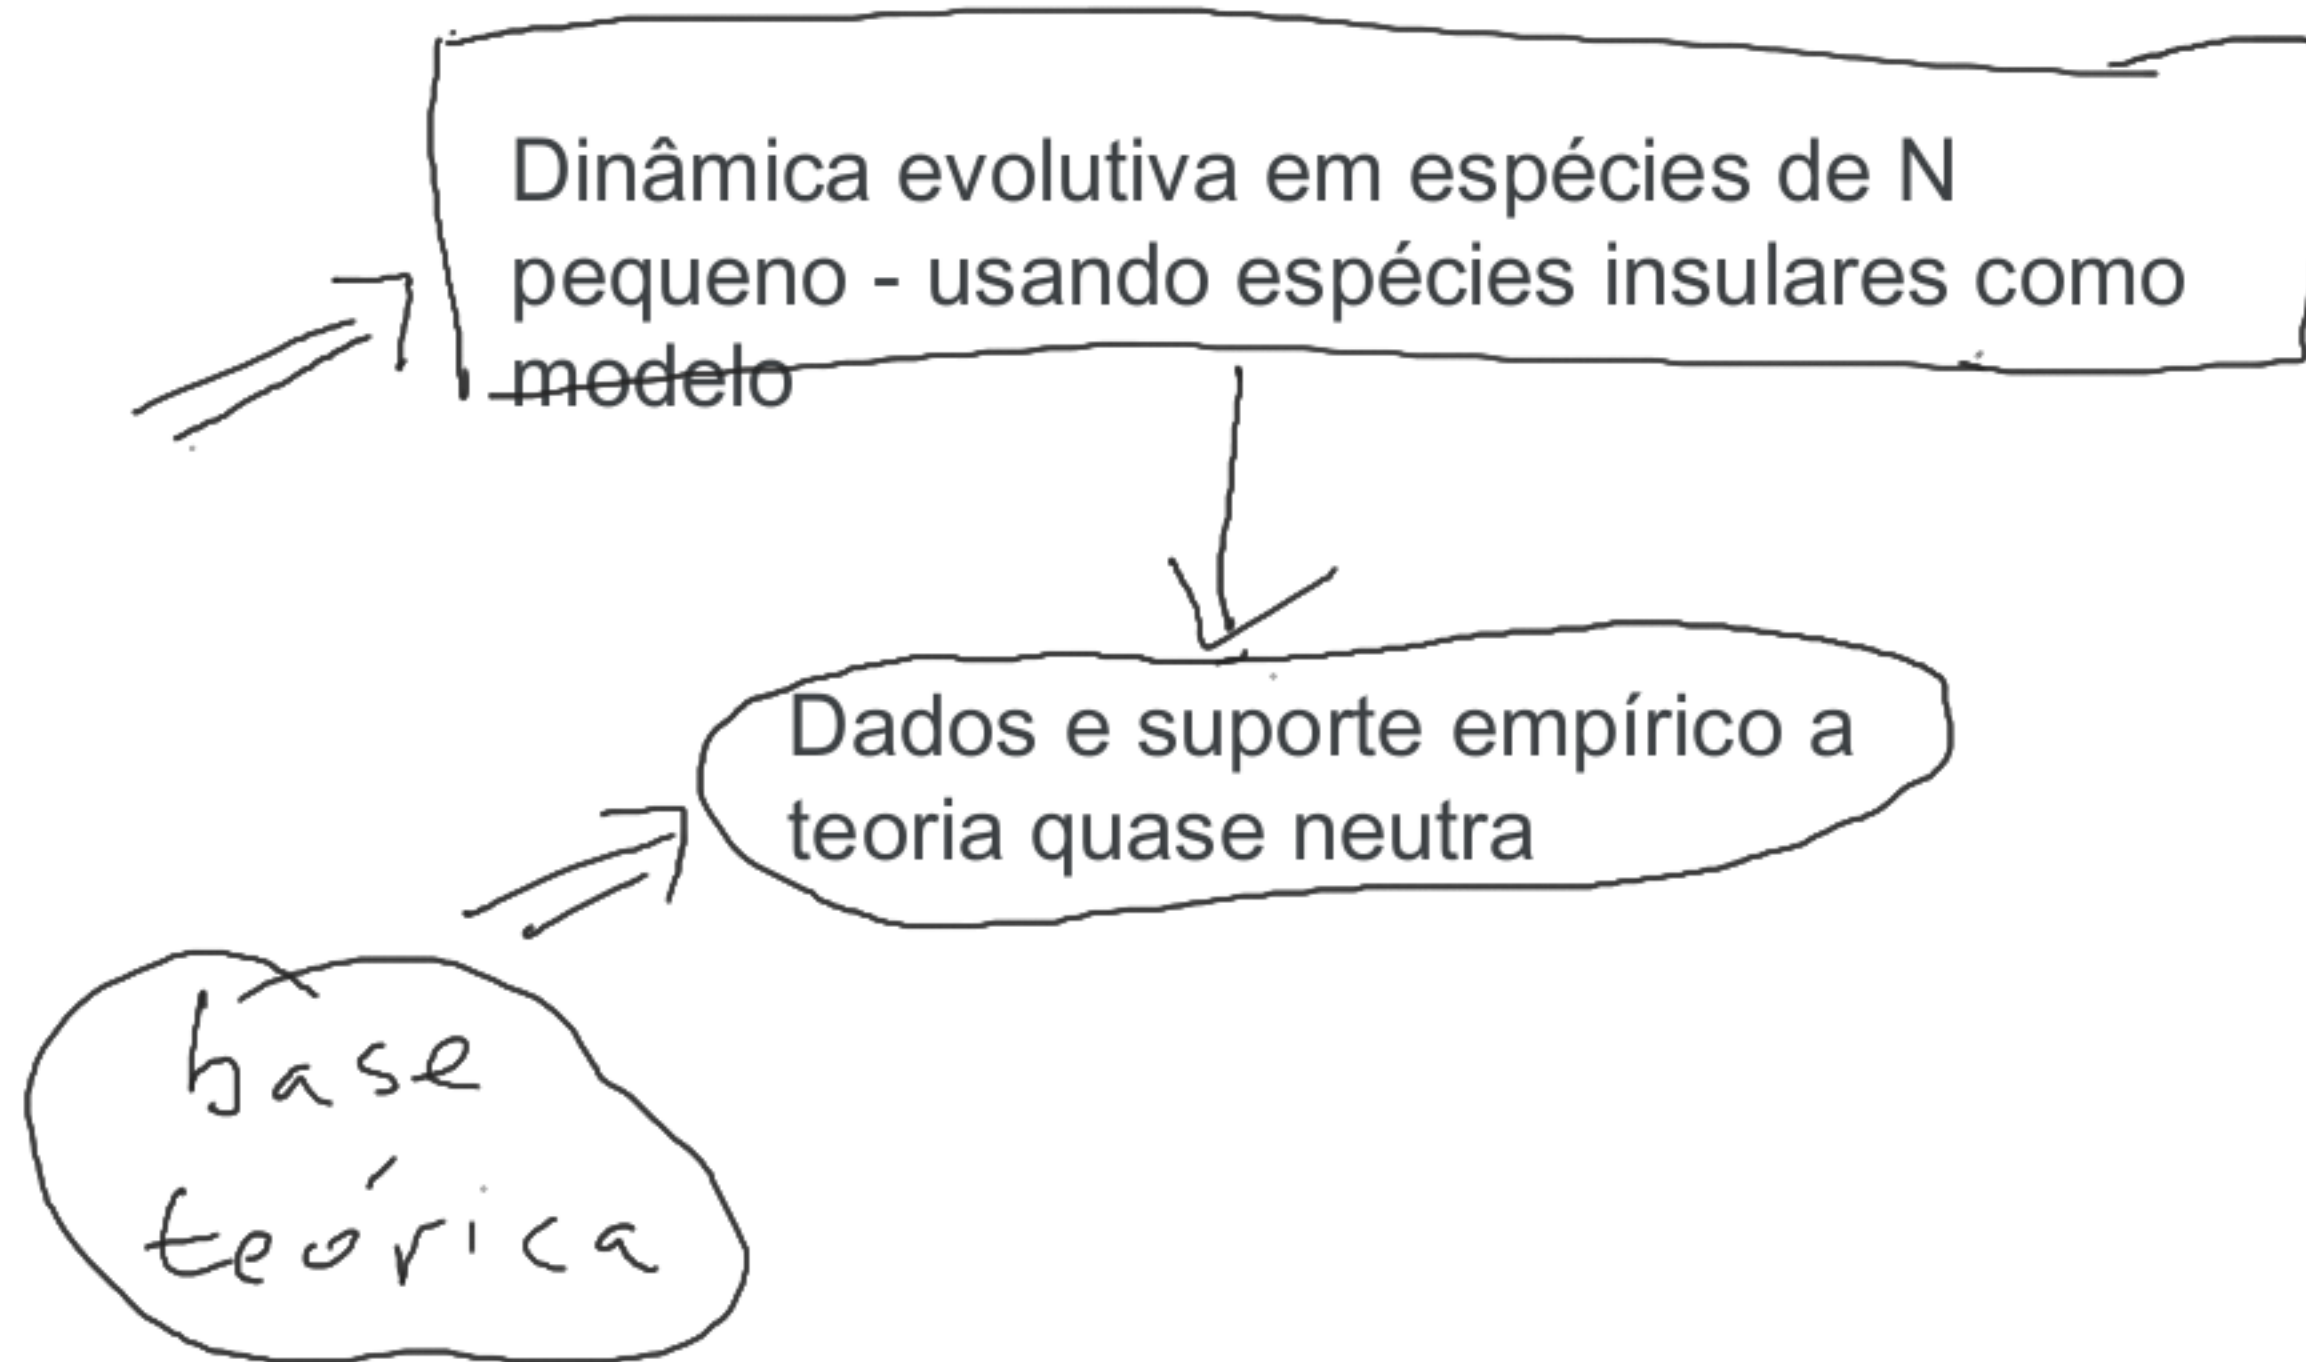 Dinâmica evolutiva em espécies de N
pequeno - usando espécies insulares como
modelo
Dados e suporte empírico a
teoria quase neutra
base
teórica